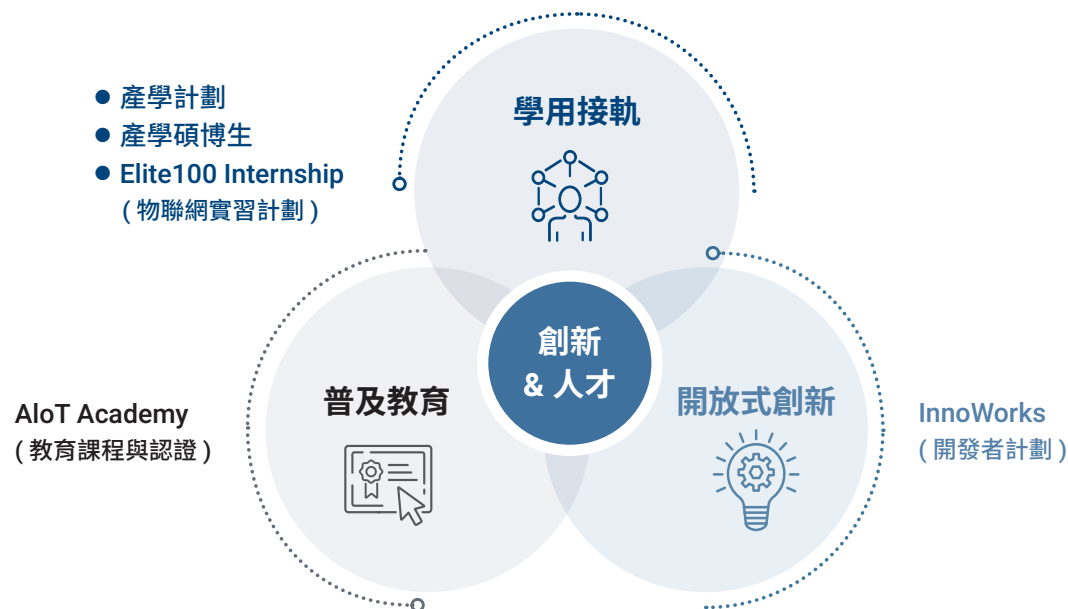 產學計劃
產學碩博生
Elite100 Internship
( 物聯網實習計劃 )
學用接軌
創新
& 人才
普及教育
開放式創新
AIoT Academy
( 教育課程與認證 )
InnoWorks
( 開發者計劃 )